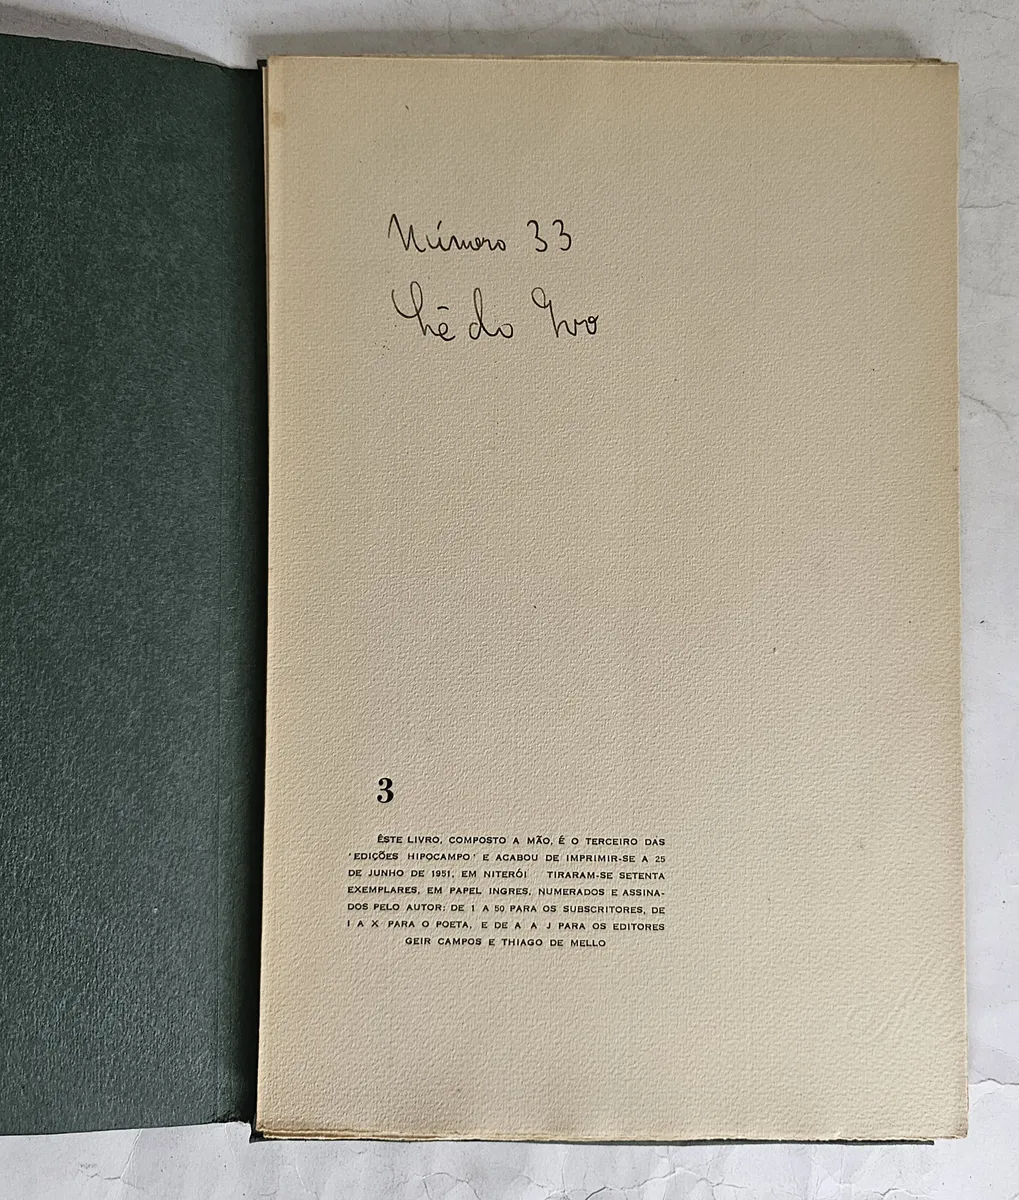 Número 33
Lêdo Ivo
3
ÊSTE LIVRO, COMPOSTO A MÃO, É O TERCEIRO DAS
'EDIÇÕES HIPOCAMPO' E ACABOU DE IMPRIMIR-SE A 25
DE JUNHO DE 1951, EM NITERÓI TIRARAM-SE SETENTA
EXEMPLARES, EM PAPEL INGRES, NUMERADOS E ASSINA-
DOS PELO AUTOR: DE 1 A 50 PARA OS SUBSCRITORES, DE
I A X PARA O POETA, E DE A A J PARA OS EDITORES
GEIR CAMPOS E THIAGO DE MELLO